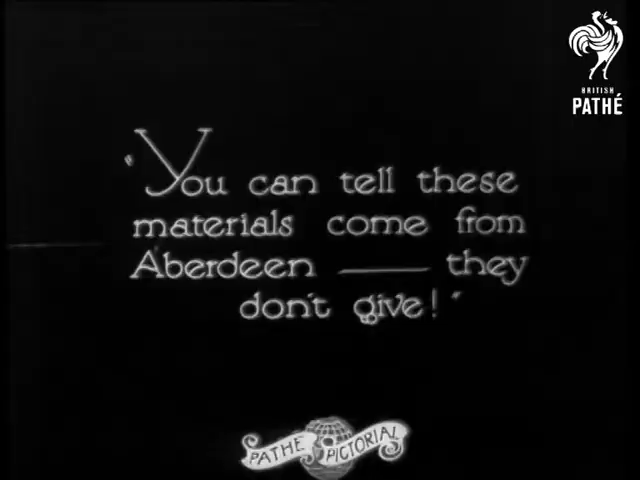 BRITISH
PATHÉ
"You can tell these
materials come from
Aberdeen —— they
don't give!"
PATHE PICTORIAL